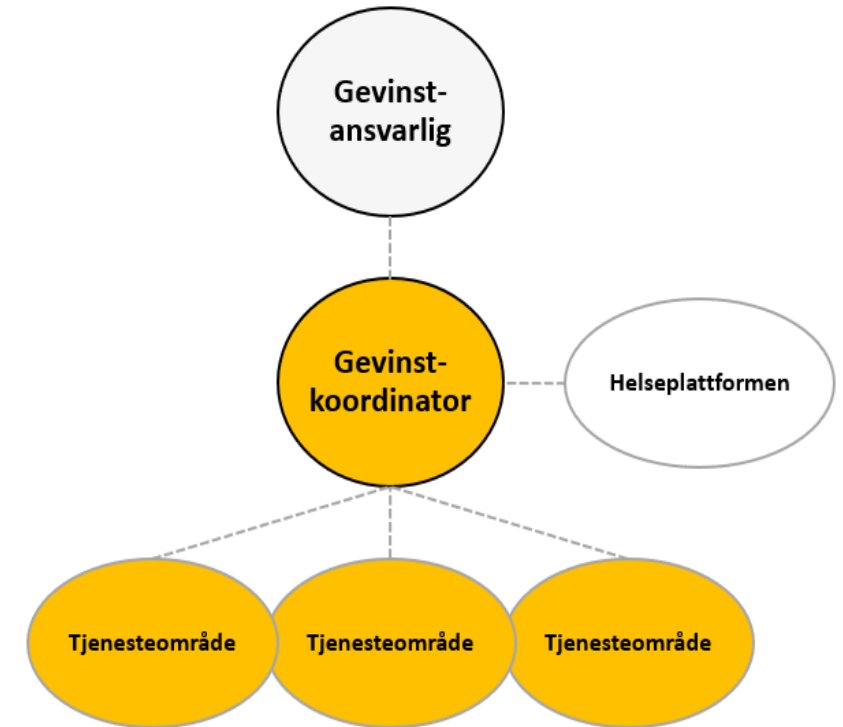 Gevinst-
ansvarlig
Gevinst-
koordinator
Helseplattformen
Tjenesteområde
Tjenesteområde
Tjenesteområde